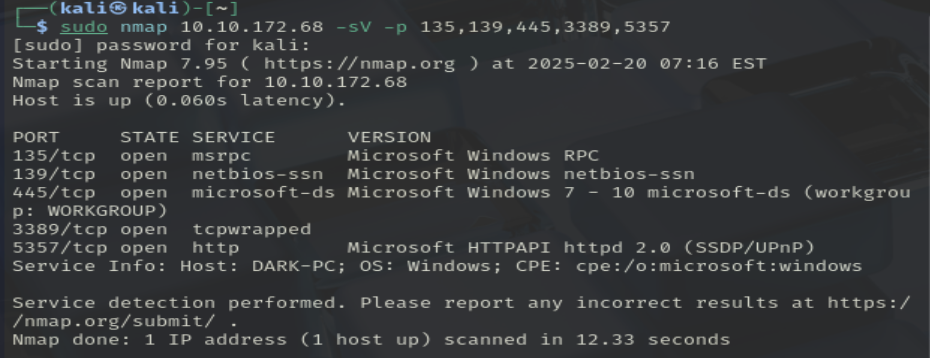 ┌──(kali㉿kali)-[~]
└─$ sudo nmap 10.10.172.68 -sV -p 135,139,445,3389,5357
[sudo] password for kali:
Starting Nmap 7.95 ( https://nmap.org ) at 2025-02-20 07:16 EST
Nmap scan report for 10.10.172.68
Host is up (0.060s latency).
PORT     STATE SERVICE      VERSION
135/tcp  open  msrpc        Microsoft Windows RPC
139/tcp  open  netbios-ssn  Microsoft Windows netbios-ssn
445/tcp  open  microsoft-ds Microsoft Windows 7 - 10 microsoft-ds (workgrou
p: WORKGROUP)
3389/tcp open  tcpwrapped
5357/tcp open  http         Microsoft HTTPAPI httpd 2.0 (SSDP/UPnP)
Service Info: Host: DARK-PC; OS: Windows; CPE: cpe:/o:microsoft:windows
Service detection performed. Please report any incorrect results at https:/
/nmap.org/submit/ .
Nmap done: 1 IP address (1 host up) scanned in 12.33 seconds